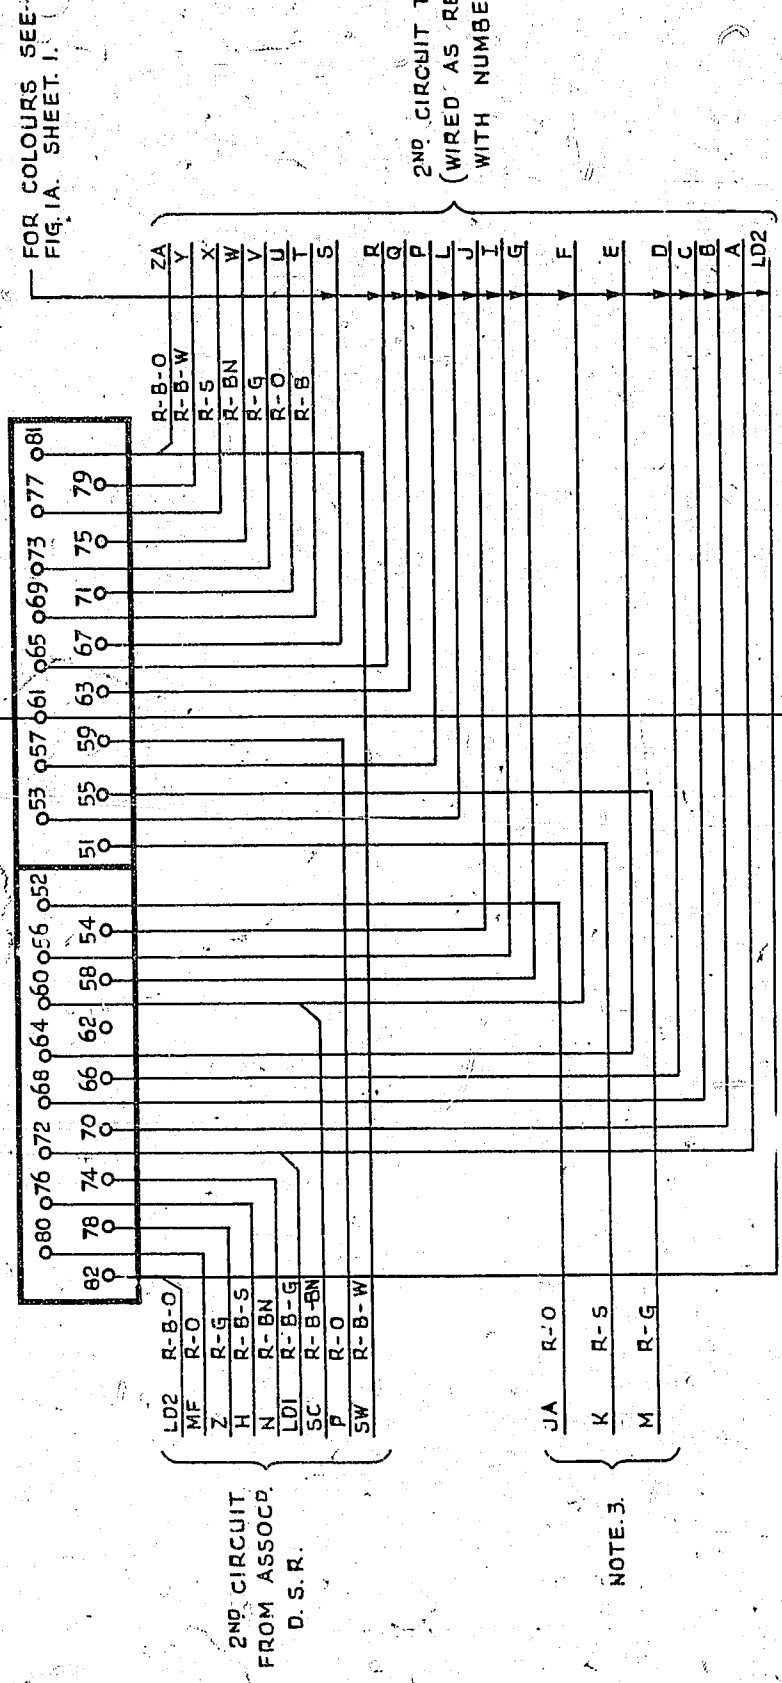 FOR COLOURS SEE-
FIG. 1A. SHEET. 1.
81
77
73
69
65
61
57
53
52
56
60
64
68
72
76
80
79
75
71
67
63
59
55
51
54
58
62
66
70
74
78
82
R-B-O ZA
R-B-W Y
R-S X
R-BN W
R-G V
R-O U
R-B T
S
R
Q
P
L
J
I
G
F
E
D
C
B
A
LD2
2ND CIRCUIT
(WIRED AS
WITH
LD2 R-B-O
MF R-O
Z R-G
H R-B-S
N R-BN
LD1 R-B-G
SC R-B-BN
P R-O
SW R-B-W
2ND CIRCUIT
FROM ASSOCD.
D.S.R.
JA R-O
K R-S
M R-G
NOTE.3.